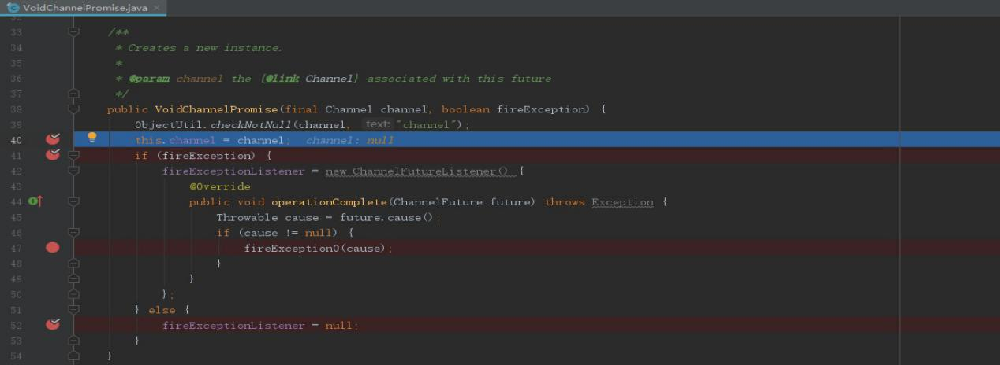 VoidChannelPromise.java ×
32
33 /**
34 * Creates a new instance.
35 *
36 * @param channel the {@link Channel} associated with this future
37 */
38 public VoidChannelPromise(final Channel channel, boolean fireException) {
39 ObjectUtil.checkNotNull(channel, text: "channel");
40 this.channel = channel; channel: null
41 if (fireException) {
42 fireExceptionListener = new ChannelFutureListener() {
43 @Override
44 public void operationComplete(ChannelFuture future) throws Exception {
45 Throwable cause = future.cause();
46 if (cause != null) {
47 fireException0(cause);
48 }
49 }
50 };
51 } else {
52 fireExceptionListener = null;
53 }
54 }